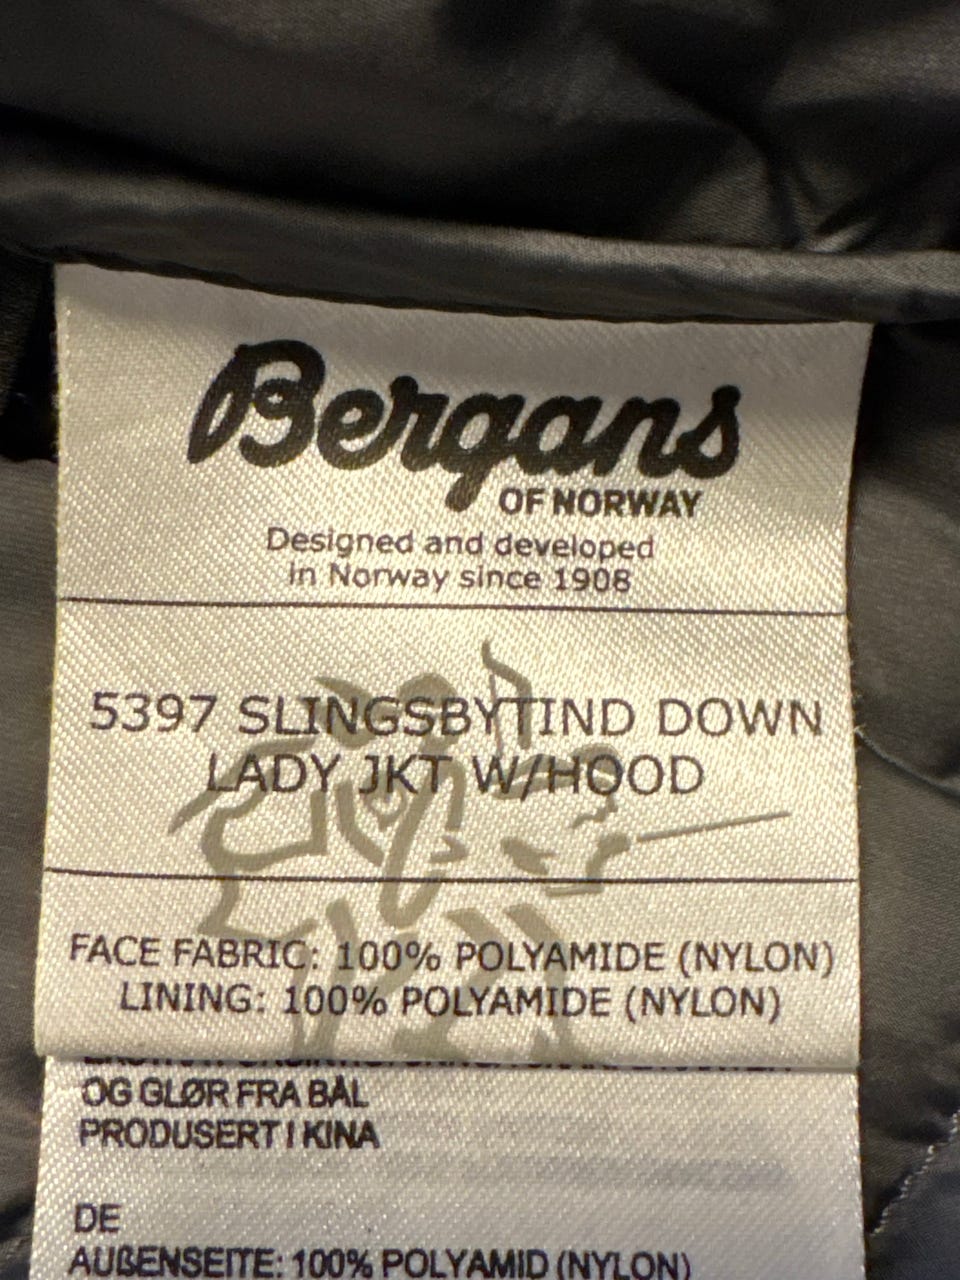 Bergans
OF NORWAY
Designed and developed
in Norway since 1908
5397 SLINGSBYTIND DOWN
LADY JKT W/HOOD
FACE FABRIC: 100% POLYAMIDE (NYLON)
LINING: 100% POLYAMIDE (NYLON)
OG GLØR FRA BÅL
PRODUSERT I KINA
DE
AUßENSEITE: 100% POLYAMID (NYLON)